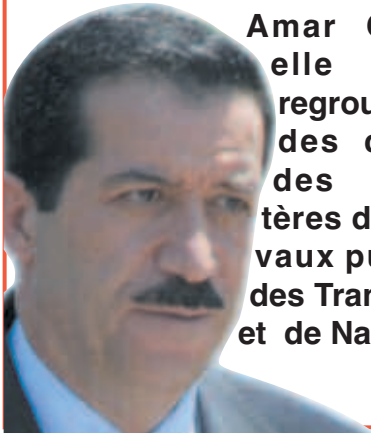 Amar
elle
regrou
des
des
tères d
vaux pu
des Tran
et de Na